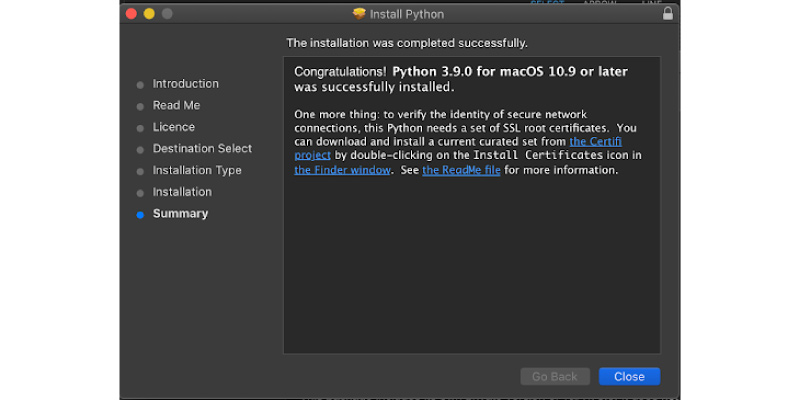 SELECT ARROW LINE
Install Python
The installation was completed successfully.
Introduction
Read Me
Licence
Destination Select
Installation Type
Installation
Summary
Congratulations! Python 3.9.0 for macOS 10.9 or later
was successfully installed.
One more thing: to verify the identity of secure network
connections, this Python needs a set of SSL root certificates. You
can download and install a current curated set from the Certifi
project by double-clicking on the Install Certificates icon in
the Finder window. See the ReadMe file for more information.
Go Back Close